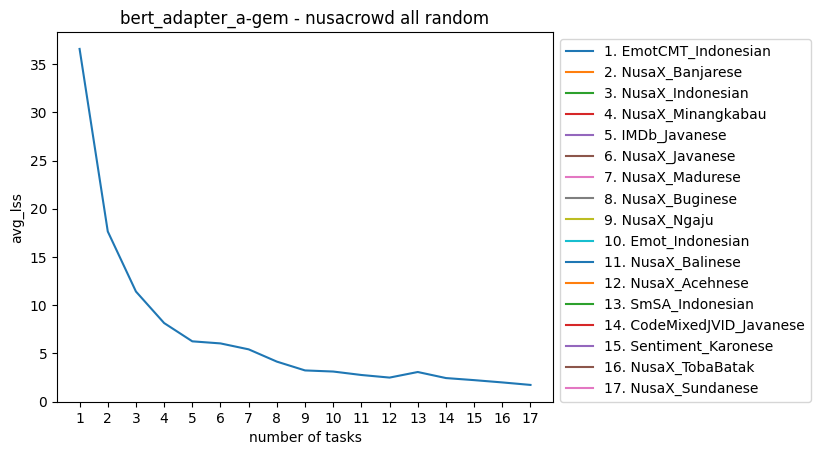 bert_adapter_a-gem - nusacrowd all random
avg_lss
35
30
25
20
15
10
5
0
1 2 3 4 5 6 7 8 9 10 11 12 13 14 15 16 17
number of tasks
1. EmotCMT_Indonesian
2. NusaX_Banjarese
3. NusaX_Indonesian
4. NusaX_Minangkabau
5. IMDb_Javanese
6. NusaX_Javanese
7. NusaX_Madurese
8. NusaX_Buginese
9. NusaX_Ngaju
10. Emot_Indonesian
11. NusaX_Balinese
12. NusaX_Acehnese
13. SmSA_Indonesian
14. CodeMixedJVID_Javanese
15. Sentiment_Karonese
16. NusaX_TobaBatak
17. NusaX_Sundanese